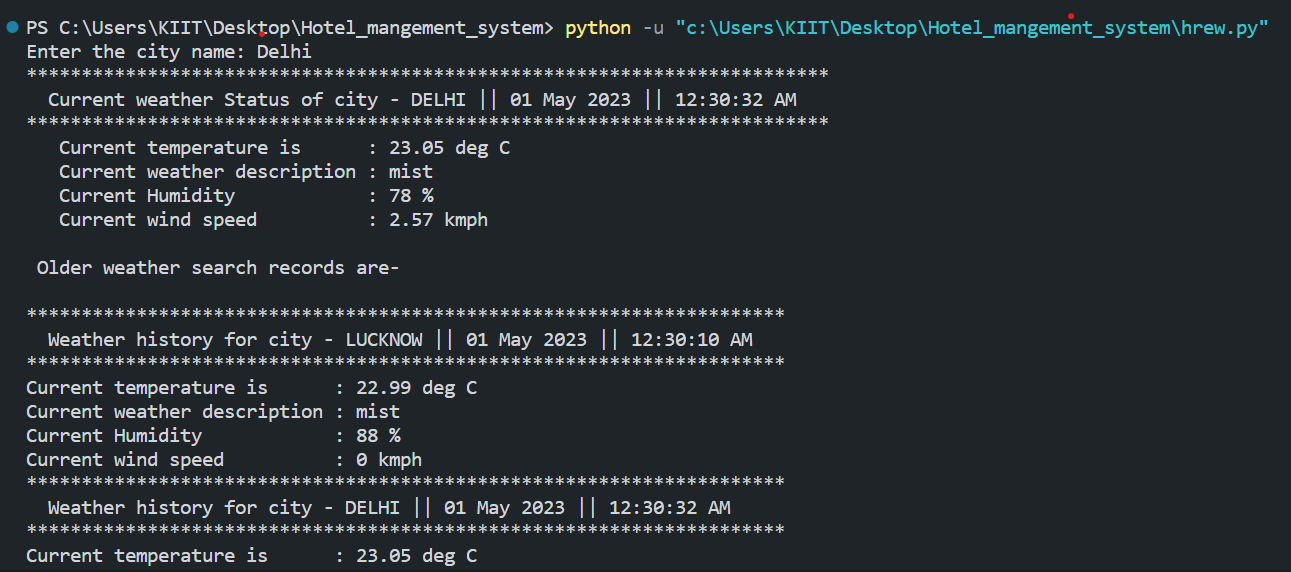 PS C:\Users\KIIT\Desktop\Hotel_mangement_system> python -u "c:\Users\KIIT\Desktop\Hotel_mangement_system\hrew.py"
Enter the city name: Delhi
*************************************************************************
  Current weather Status of city - DELHI || 01 May 2023 || 12:30:32 AM
*************************************************************************
   Current temperature is      : 23.05 deg C
   Current weather description : mist
   Current Humidity            : 78 %
   Current wind speed          : 2.57 kmph
 Older weather search records are-
*********************************************************************
  Weather history for city - LUCKNOW || 01 May 2023 || 12:30:10 AM
*********************************************************************
Current temperature is      : 22.99 deg C
Current weather description : mist
Current Humidity            : 88 %
Current wind speed          : 0 kmph
*********************************************************************
  Weather history for city - DELHI || 01 May 2023 || 12:30:32 AM
*********************************************************************
Current temperature is      : 23.05 deg C